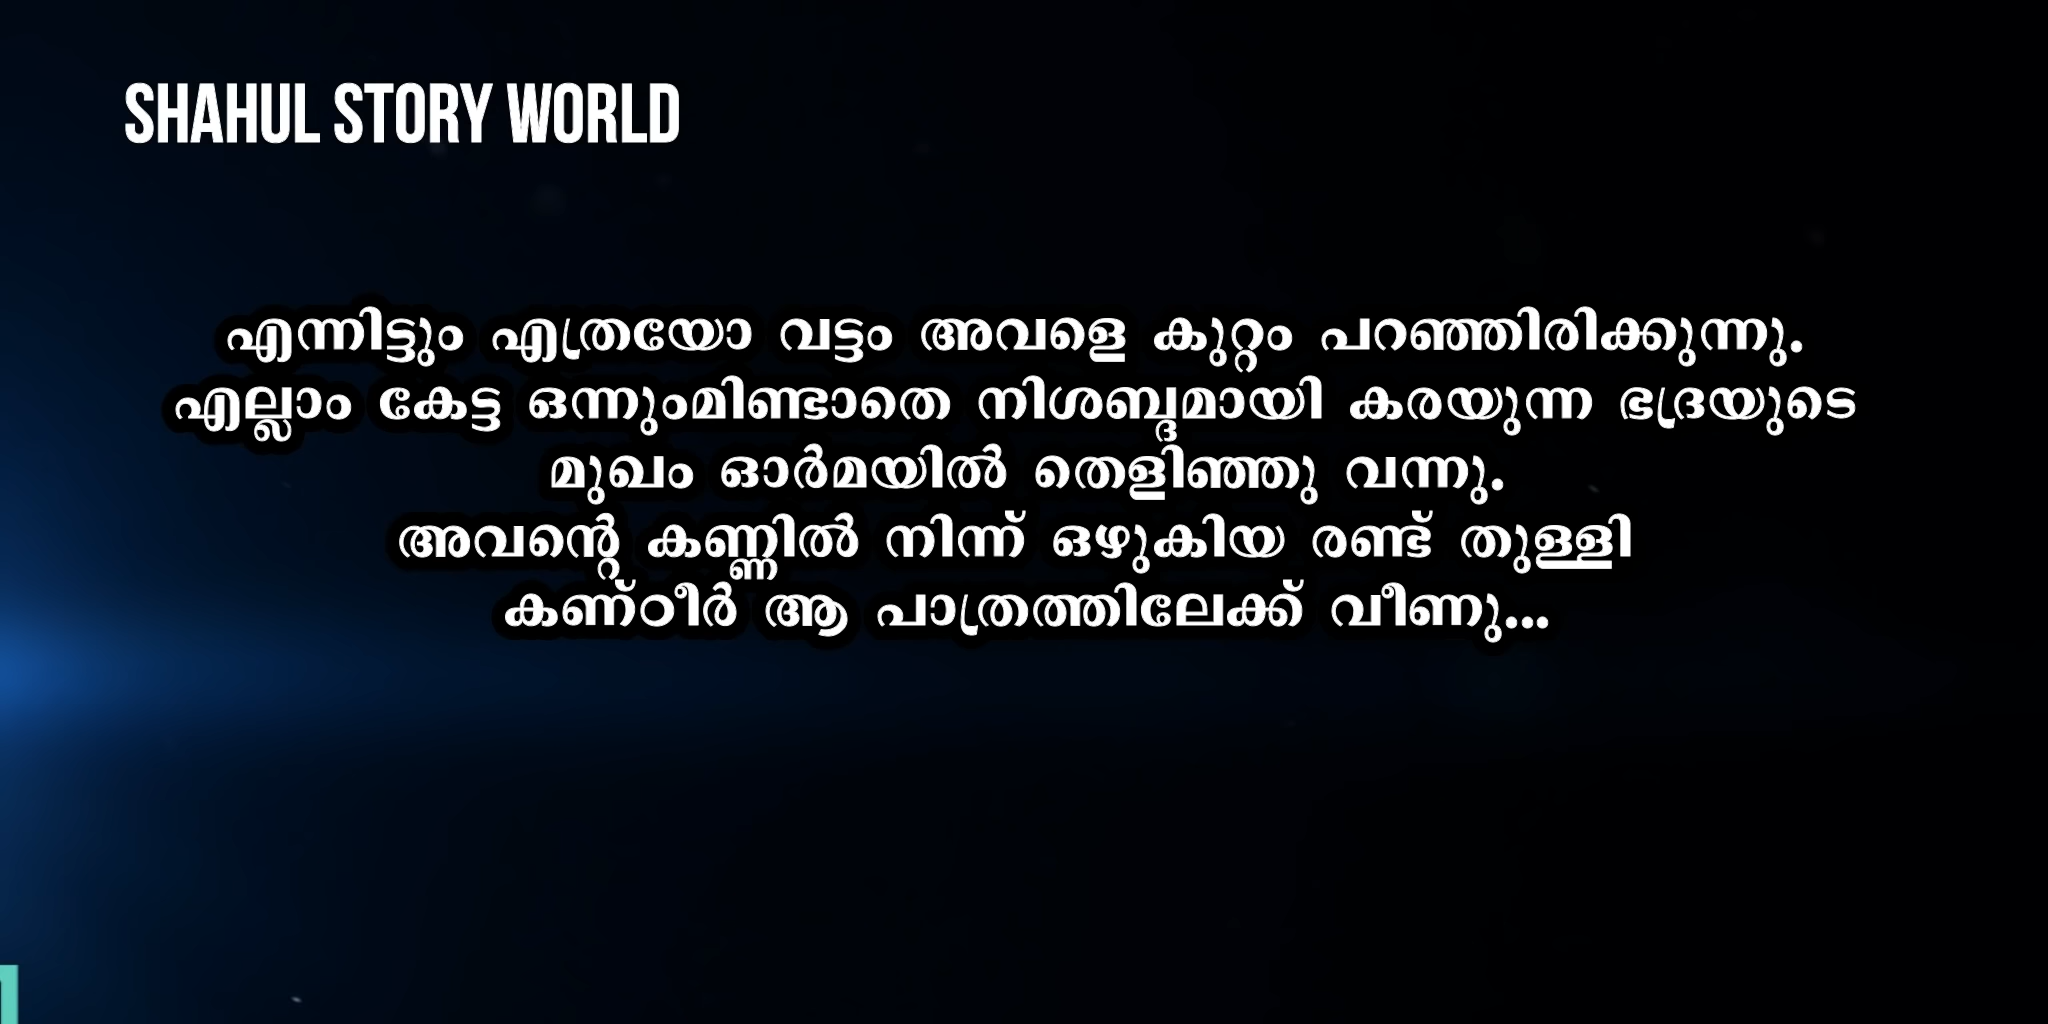 SHAHUL STORY WORLD
എന്നിട്ടും എത്രയോ വട്ടം അവളെ കുറ്റം പറഞ്ഞിരിക്കുന്നു.
എല്ലാം കേട്ട ഒന്നുംമിണ്ടാതെ നിശബ്ദമായി കരയുന്ന ഭദ്രയുടെ
മുഖം ഓർമയിൽ തെളിഞ്ഞു വന്നു.
അവന്റെ കണ്ണിൽ നിന്ന് ഒഴുകിയ രണ്ട് തുള്ളി
കണ്ഠീർ ആ പാത്രത്തിലേക്ക് വീണു...